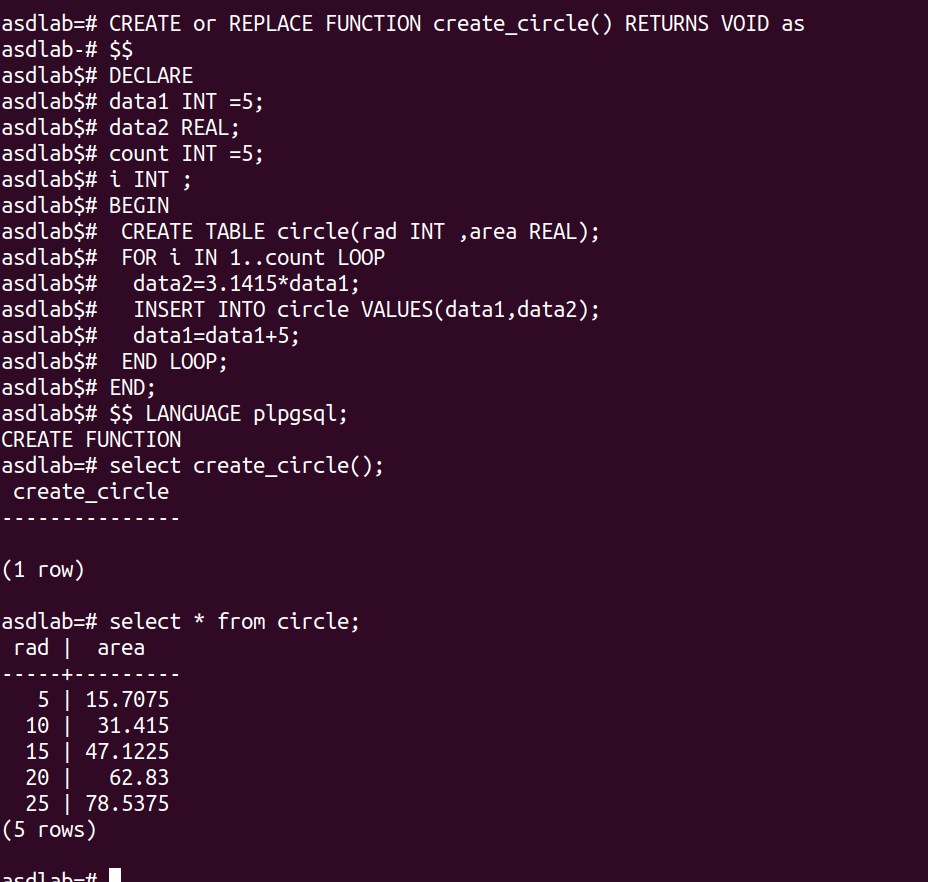 asdlab=# CREATE or REPLACE FUNCTION create_circle() RETURNS VOID as
asdlab-# $$
asdlab$# DECLARE
asdlab$# data1 INT =5;
asdlab$# data2 REAL;
asdlab$# count INT =5;
asdlab$# i INT ;
asdlab$# BEGIN
asdlab$#  CREATE TABLE circle(rad INT ,area REAL);
asdlab$#  FOR i IN 1..count LOOP
asdlab$#   data2=3.1415*data1;
asdlab$#   INSERT INTO circle VALUES(data1,data2);
asdlab$#   data1=data1+5;
asdlab$#  END LOOP;
asdlab$# END;
asdlab$# $$ LANGUAGE plpgsql;
CREATE FUNCTION
asdlab=# select create_circle();
 create_circle
---------------
(1 row)
asdlab=# select * from circle;
 rad |  area
-----+---------
   5 | 15.7075
  10 |  31.415
  15 | 47.1225
  20 |   62.83
  25 | 78.5375
(5 rows)
asdlab=#